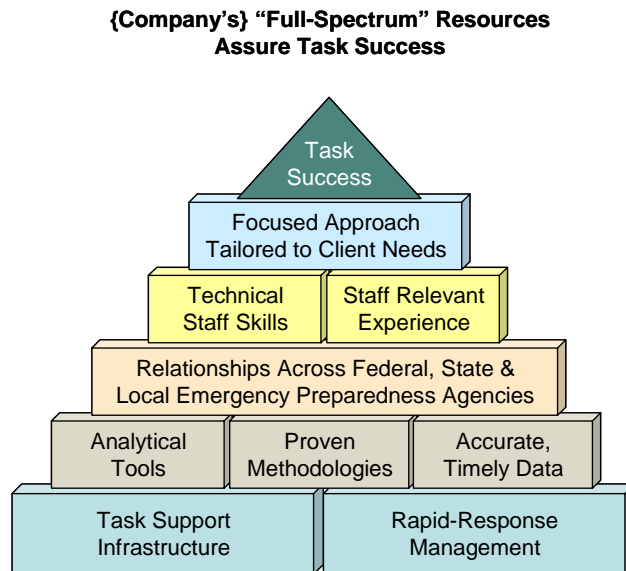 {Company’s} “Full-Spectrum” Resources
Assure Task Success
Task
Success
Focused Approach
Tailored to Client Needs
Technical
Staff Skills
Staff Relevant
Experience
Relationships Across Federal, State &
Local Emergency Preparedness Agencies
Analytical
Tools
Proven
Methodologies
Accurate,
Timely Data
Task Support
Infrastructure
Rapid-Response
Management